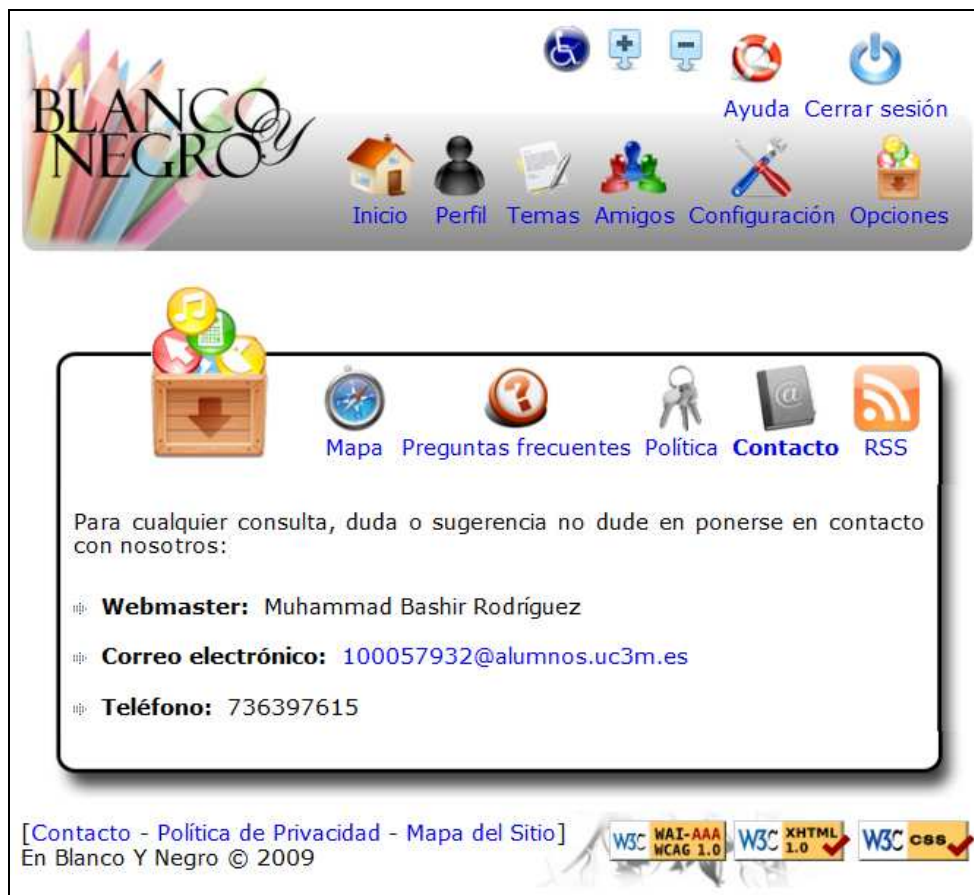 BLANCO Y
NEGRO
Ayuda Cerrar sesión
Inicio Perfil Temas Amigos Configuración Opciones
Mapa Preguntas frecuentes Política Contacto RSS
Para cualquier consulta, duda o sugerencia no dude en ponerse en contacto
con nosotros:
Webmaster: Muhammad Bashir Rodríguez
Correo electrónico: 100057932@alumnos.uc3m.es
Teléfono: 736397615
[Contacto - Política de Privacidad - Mapa del Sitio]
En Blanco Y Negro © 2009
W3C WAI-AAA WCAG 1.0
W3C XHTML 1.0
W3C css